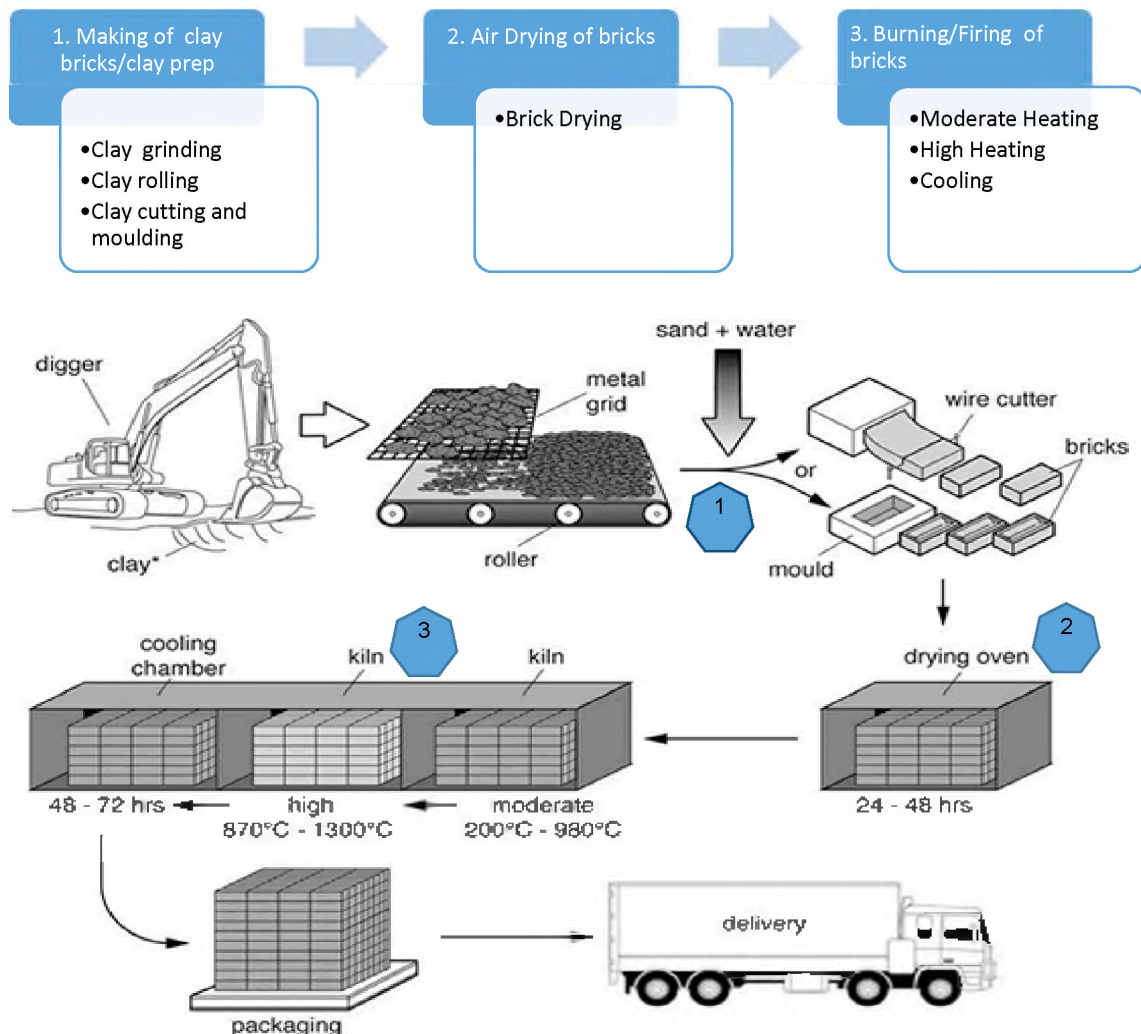 1. Making of clay
bricks/clay prep
•Clay grinding
•Clay rolling
•Clay cutting and
moulding
2. Air Drying of bricks
•Brick Drying
3. Burning/Firing of
bricks
•Moderate Heating
•High Heating
•Cooling
digger
clay*
metal
grid
roller
sand + water
1
or
wire cutter
bricks
mould
2
drying oven
24 - 48 hrs
3
cooling
chamber
kiln
kiln
48 - 72 hrs
high
870°C - 1300°C
moderate
200°C - 980°C
packaging
delivery